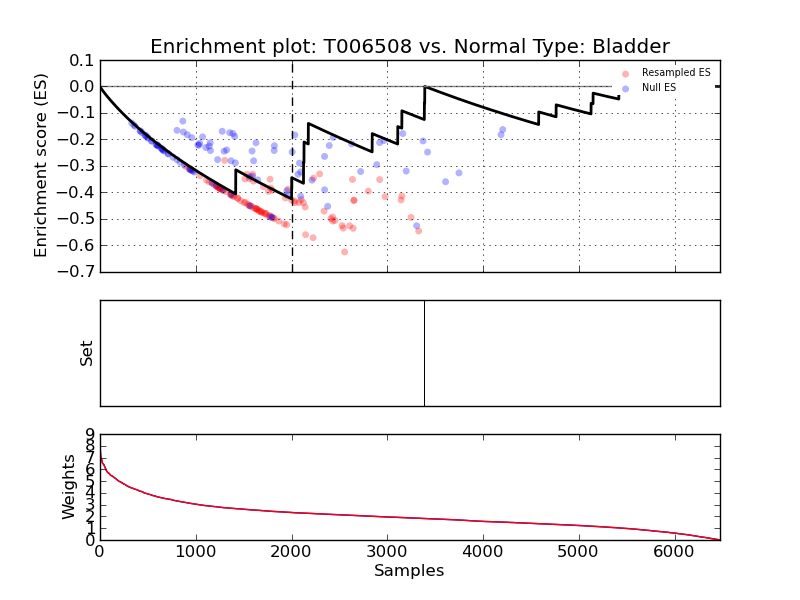 Enrichment plot: T006508 vs. Normal Type: Bladder
Enrichment score (ES)
0.1
0.0
−0.1
−0.2
−0.3
−0.4
−0.5
−0.6
−0.7
Resampled ES
Null ES
Set
Weights
9
8
7
6
5
4
3
2
1
0
0 1000 2000 3000 4000 5000 6000
Samples